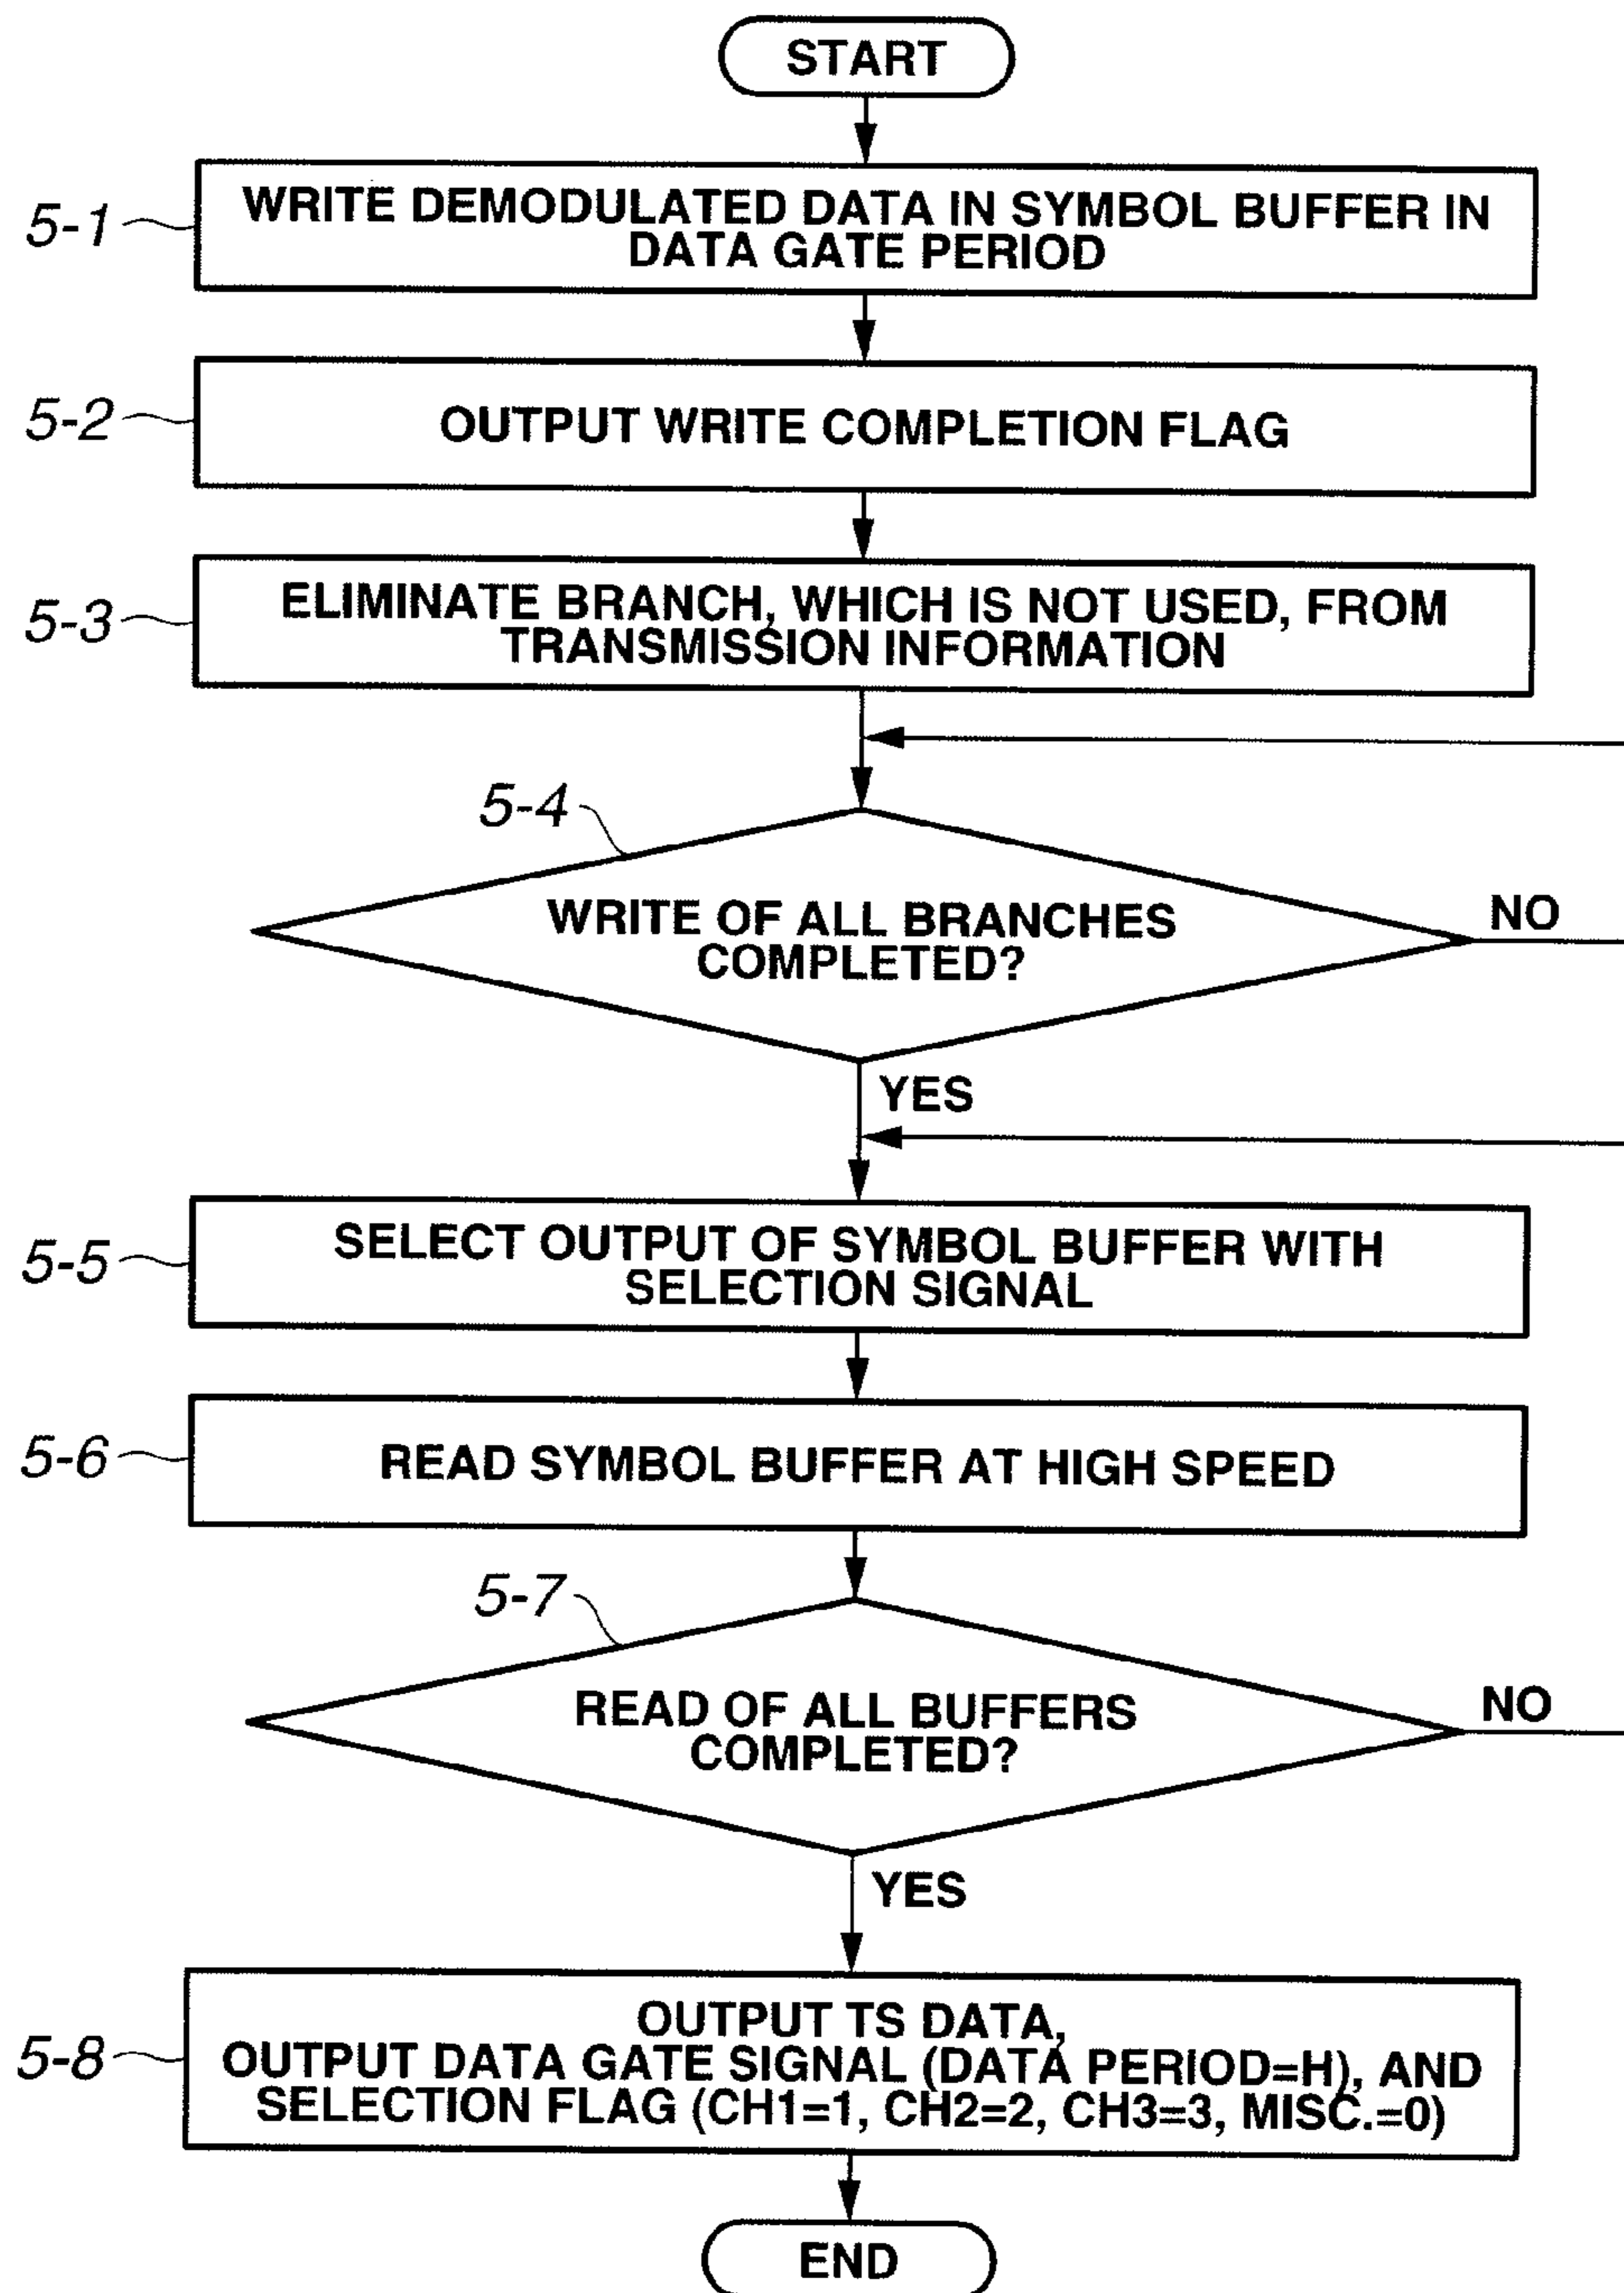 START
5-1
WRITE DEMODULATED DATA IN SYMBOL BUFFER IN
DATA GATE PERIOD
5-2
OUTPUT WRITE COMPLETION FLAG
5-3
ELIMINATE BRANCH, WHICH IS NOT USED, FROM
TRANSMISSION INFORMATION
5-4
WRITE OF ALL BRANCHES
COMPLETED?
NO
YES
5-5
SELECT OUTPUT OF SYMBOL BUFFER WITH
SELECTION SIGNAL
5-6
READ SYMBOL BUFFER AT HIGH SPEED
5-7
READ OF ALL BUFFERS
COMPLETED?
NO
YES
5-8
OUTPUT TS DATA,
OUTPUT DATA GATE SIGNAL (DATA PERIOD=H), AND
SELECTION FLAG (CH1=1, CH2=2, CH3=3, MISC.=0)
END